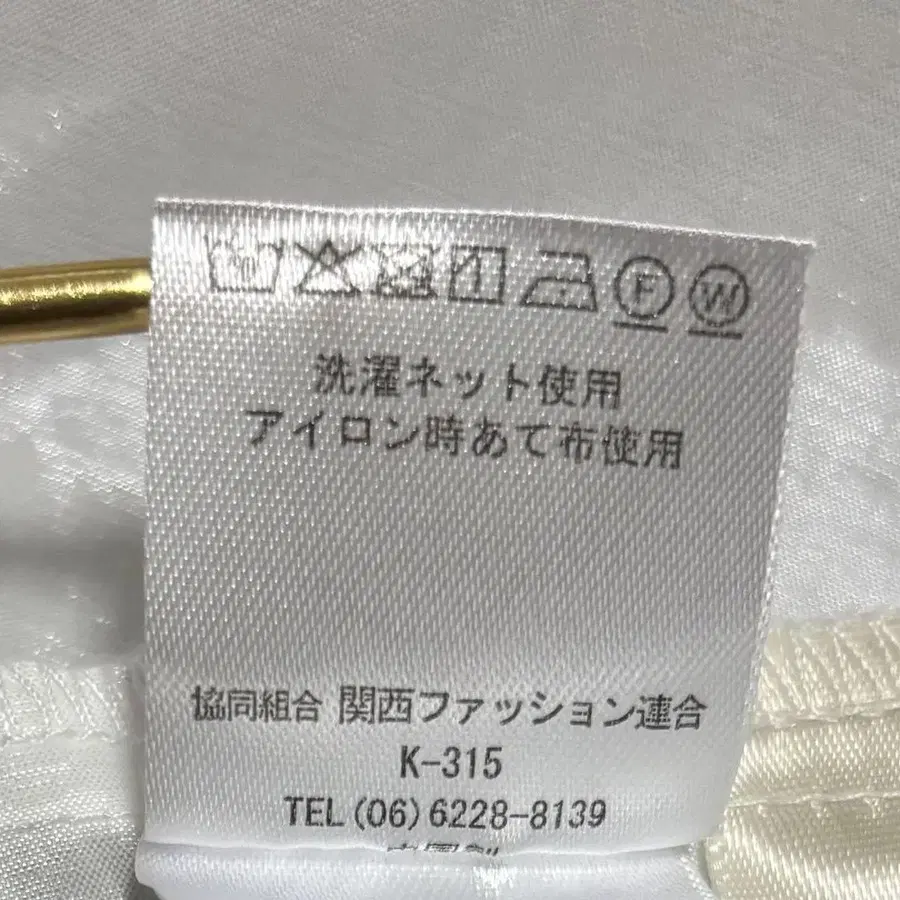 30 F W
洗濯ネット使用
アイロン時あて布使用
協同組合 関西ファッション連合
K-315
TEL(06)6228-8139